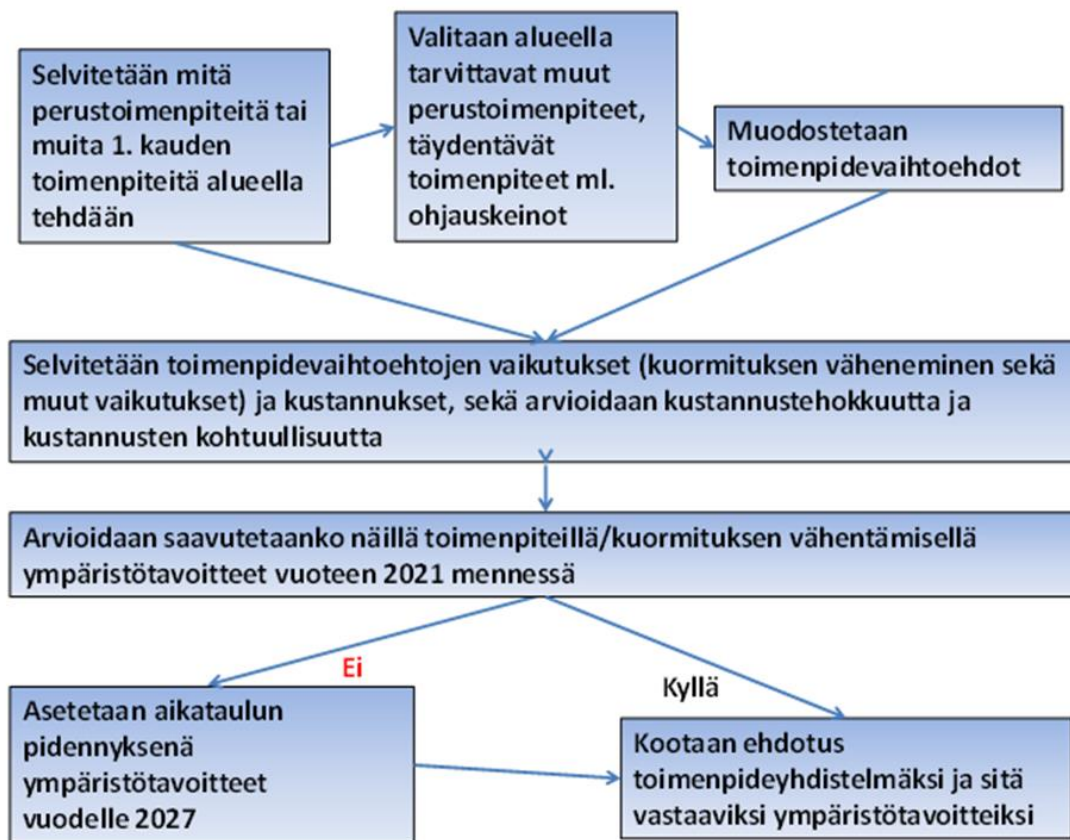 Selvitetään mitä
perustoimenpiteitä tai
muita 1. kauden
toimenpiteitä alueella
tehdään
Valitaan alueella
tarvittavat muut
perustoimenpiteet,
täydentävät
toimenpiteet ml.
ohjauskeinot
Muodostetaan
toimenpidevaihtoehdot
Selvitetään toimenpidevaihtoehtojen vaikutukset (kuormituksen väheneminen sekä
muut vaikutukset) ja kustannukset, sekä arvioidaan kustannustehokkuutta ja
kustannusten kohtuullisuutta
Arvioidaan saavutetaanko näillä toimenpiteillä/kuormituksen vähentämisellä
ympäristötavoitteet vuoteen 2021 mennessä
Ei
Kyllä
Asetetaan aikataulun
pidennyksenä
ympäristötavoitteet
vuodelle 2027
Kootaan ehdotus
toimenpideyhdistelmäksi ja sitä
vastaaviksi ympäristötavoitteiksi